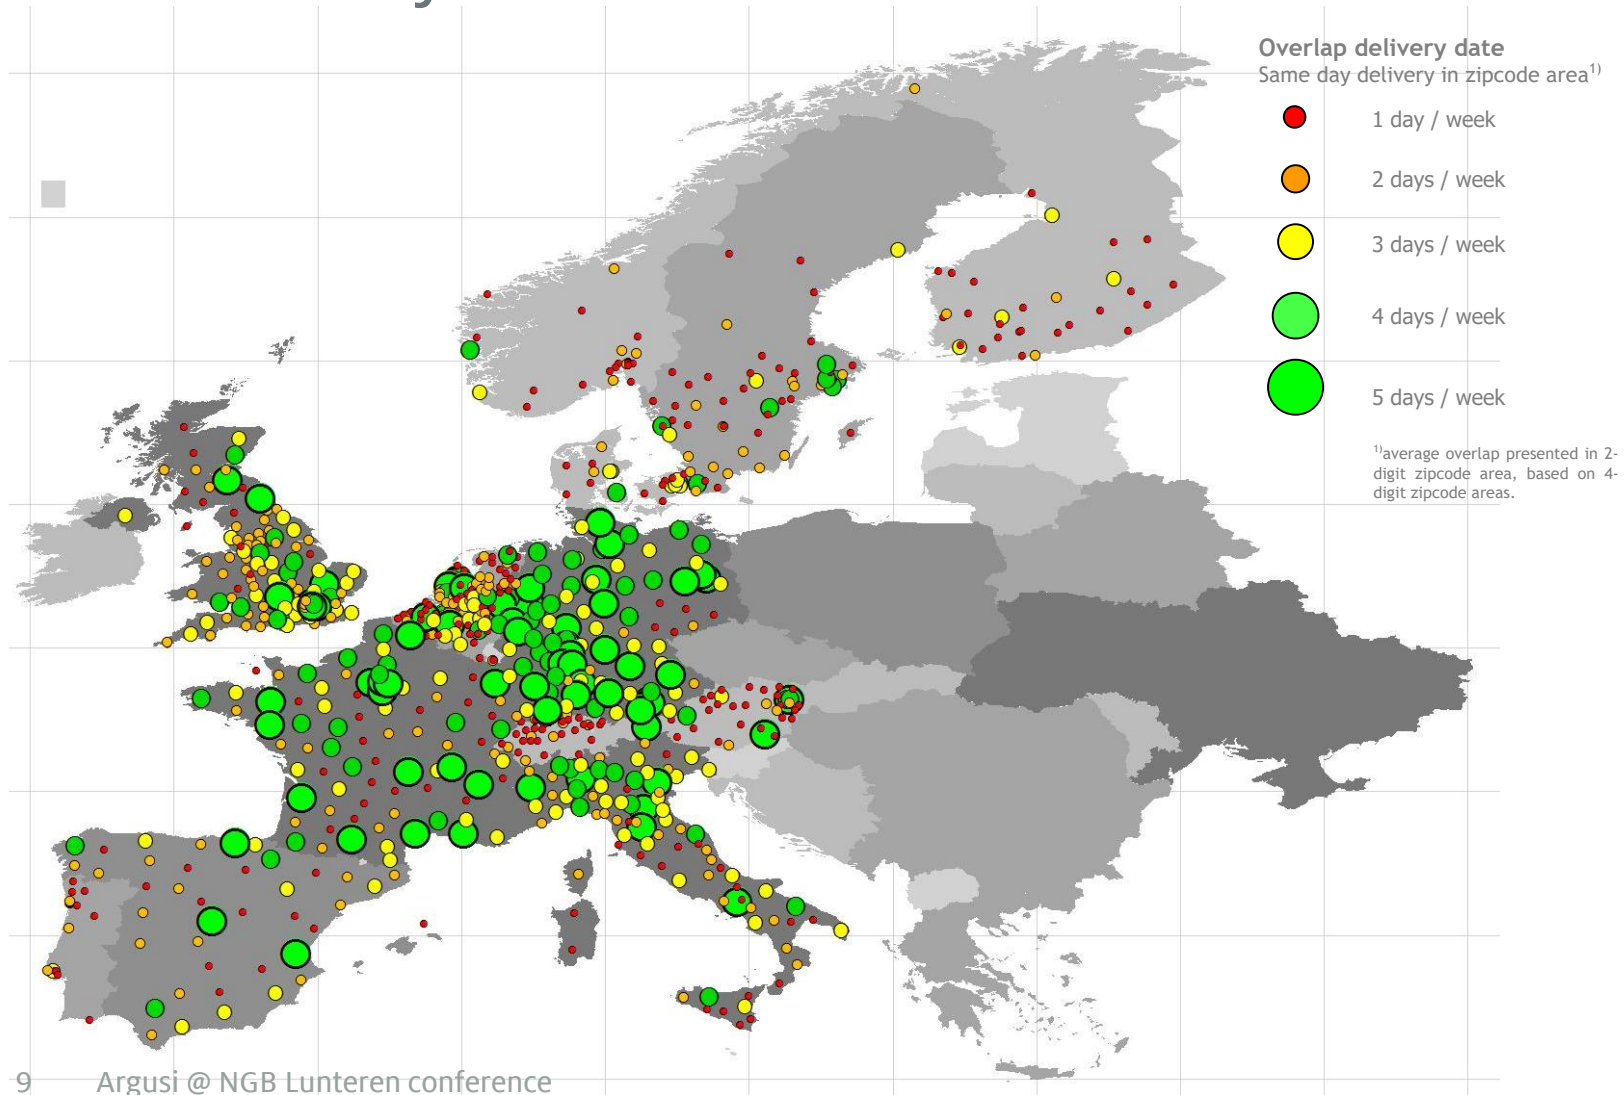 Overlap delivery date
Same day delivery in zipcode area1)
1 day / week
2 days / week
3 days / week
4 days / week
5 days / week
1)average overlap presented in 2-
digit zipcode area, based on 4-
digit zipcode areas.
9 Argusi @ NGB Lunteren conference